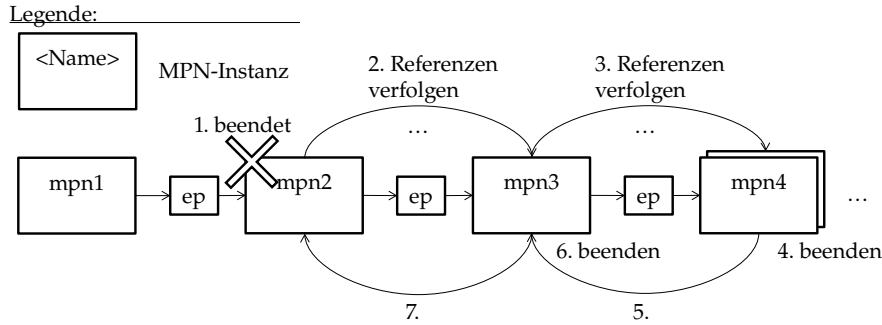 Legende:
<Name>
MPN-Instanz
2. Referenzen
verfolgen
3. Referenzen
verfolgen
1. beendet
…
…
mpn1
ep
mpn2
ep
mpn3
ep
mpn4
…
6. beenden
4. beenden
7.
5.